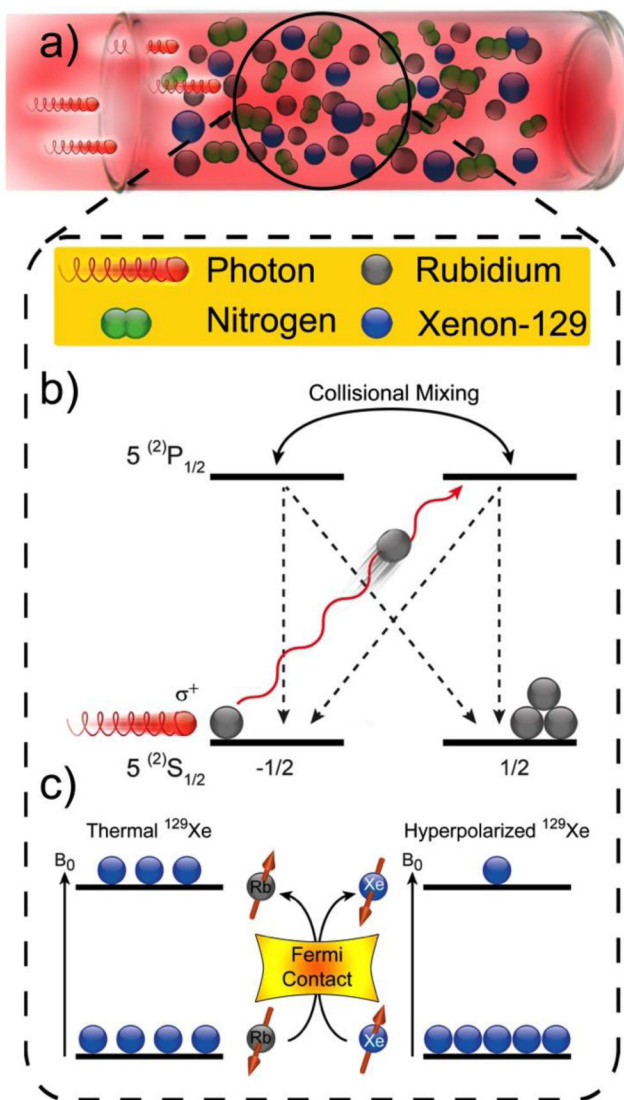 a)
Photon Rubidium
Nitrogen Xenon-129
b)
Collisional Mixing
5 (2)P1/2
σ+
5 (2)S1/2
-1/2 1/2
c)
Thermal 129Xe Hyperpolarized 129Xe
B0 Rb Xe B0
Fermi
Contact
Rb Xe